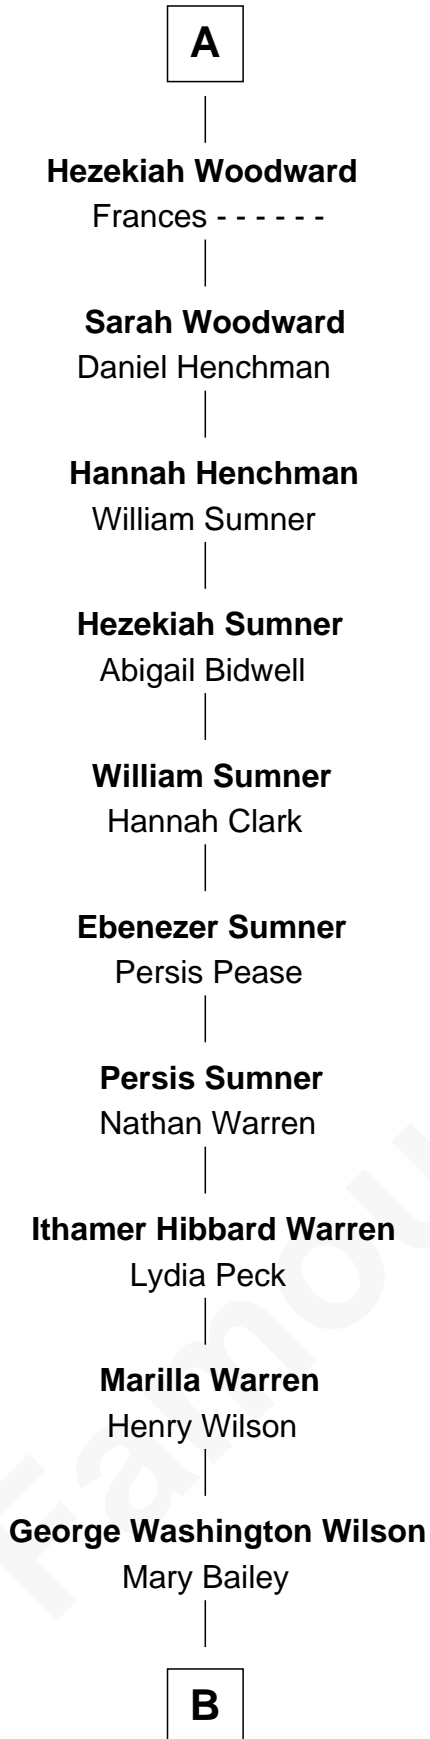 A
Hezekiah Woodward
Frances - - - - - -
Sarah Woodward
Daniel Henchman
Hannah Henchman
William Sumner
Hezekiah Sumner
Abigail Bidwell
William Sumner
Hannah Clark
Ebenezer Sumner
Persis Pease
Persis Sumner
Nathan Warren
Ithamer Hibbard Warren
Lydia Peck
Marilla Warren
Henry Wilson
George Washington Wilson
Mary Bailey
B
Famou